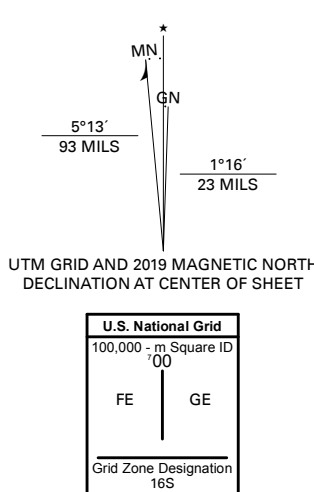 ★
MN
GN
5°13´
93 MILS
1°16´
23 MILS
UTM GRID AND 2019 MAGNETIC NORTH
DECLINATION AT CENTER OF SHEET
U.S. National Grid
100,000 - m Square ID
⁷00
FE GE
Grid Zone Designation
16S